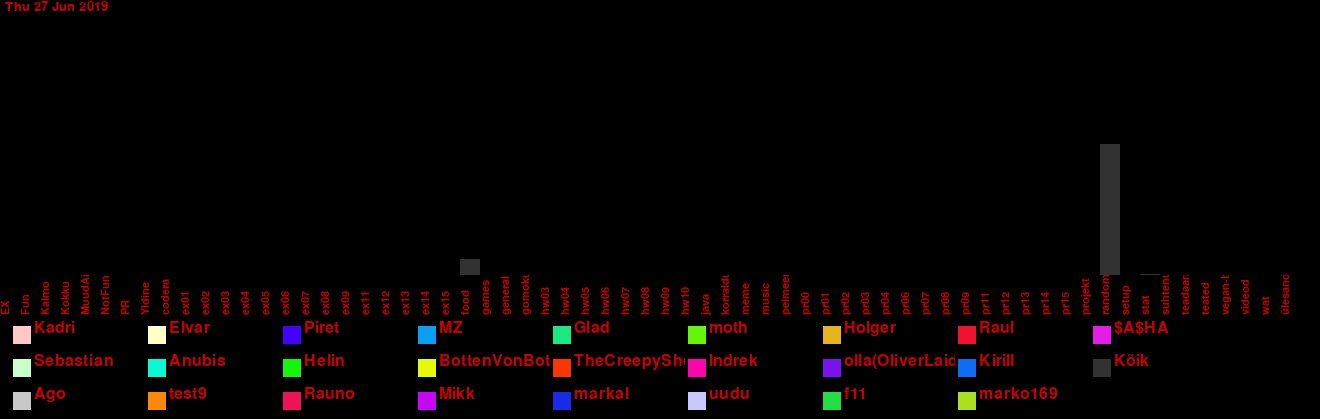 Thu 27 Jun 2019
EX Fun Kalmo Kokku MuudAi NotFun PR Yldine codera ex01 ex02 ex03 ex04 ex05 ex06 ex07 ex08 ex09 ex11 ex12 ex13 ex14 ex15 food games general gomoku hw03 hw04 hw05 hw06 hw07 hw08 hw09 hw10 java korraldu meme music pelmeer pr00 pr01 pr02 pr03 pr04 pr06 pr07 pr08 pr09 pr11 pr12 pr13 pr14 pr15 projekt random setup stat suhtenu teadaan teated vegan-t videod wat ülesand
Kadri Elvar Piret MZ Glad moth Holger Raul $A$HA
Sebastian Anubis Helin BottenVonBot TheCreepySh Indrek olla(OliverLaid Kirill Kõik
Ago test9 Rauno Mikk markal uudu f11 marko169